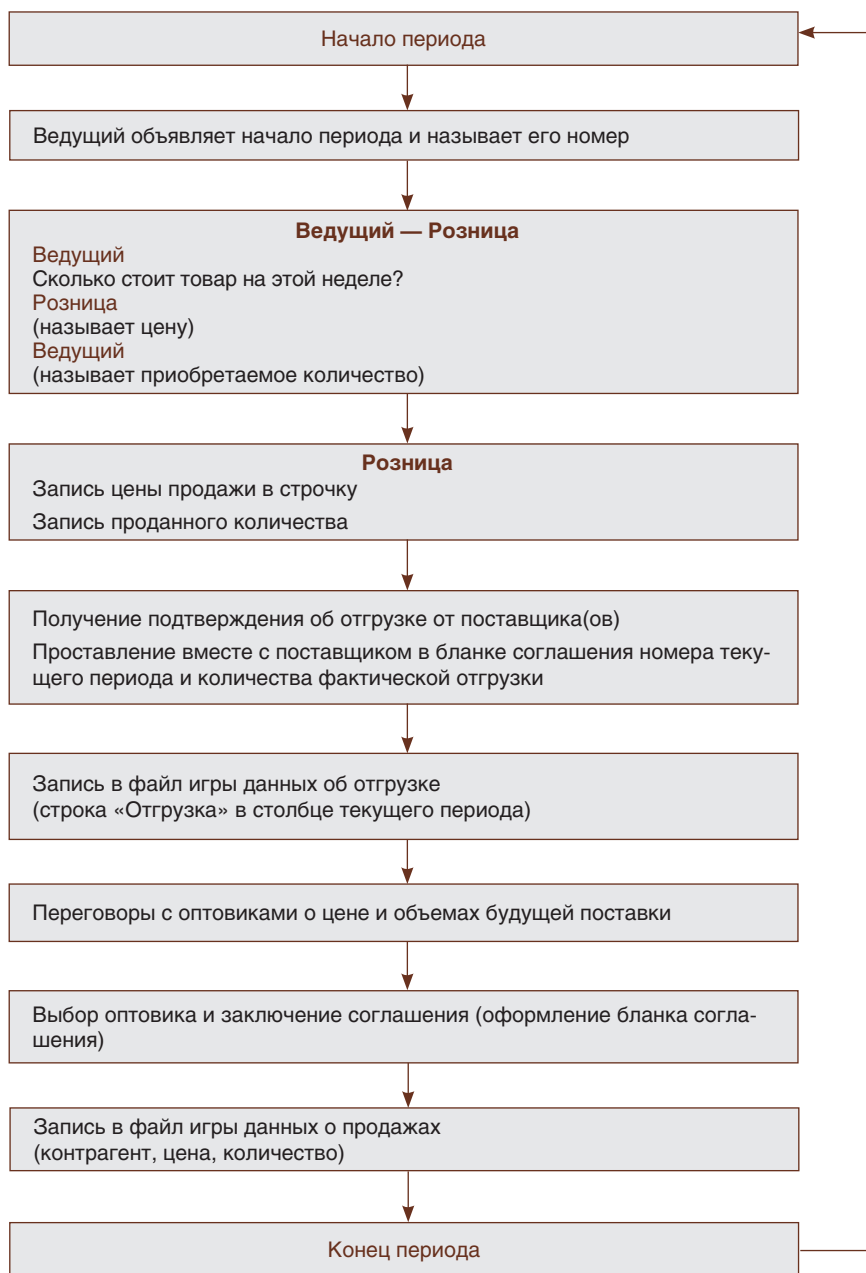 Начало периода
Ведущий объявляет начало периода и называет его номер
Ведущий — Розница
Ведущий
Сколько стоит товар на этой неделе?
Розница
(называет цену)
Ведущий
(называет приобретаемое количество)
Розница
Запись цены продажи в строчку
Запись проданного количества
Получение подтверждения об отгрузке от поставщика(ов)
Проставление вместе с поставщиком в бланке соглашения номера теку-
щего периода и количества фактической отгрузки
Запись в файл игры данных об отгрузке
(строка «Отгрузка» в столбце текущего периода)
Переговоры с оптовиками о цене и объемах будущей поставки
Выбор оптовика и заключение соглашения (оформление бланка согла-
шения)
Запись в файл игры данных о продажах
(контрагент, цена, количество)
Конец периода